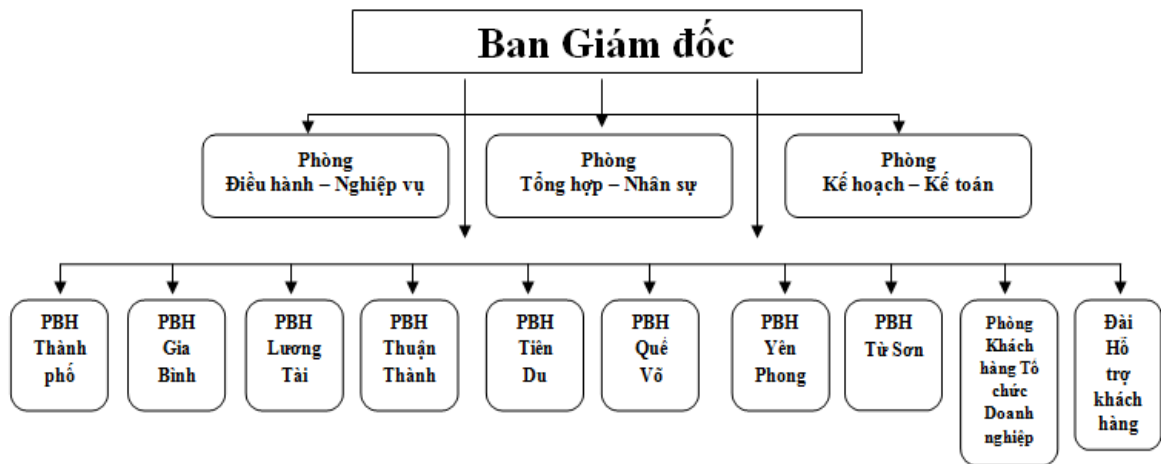 Ban Giám đốc
Phòng
Điều hành – Nghiệp vụ
Phòng
Tổng hợp – Nhân sự
Phòng
Kế hoạch – Kế toán
PBH
Thành
phố
PBH
Gia
Bình
PBH
Lương
Tài
PBH
Thuận
Thành
PBH
Tiên
Du
PBH
Quế
Võ
PBH
Yên
Phong
PBH
Từ Sơn
Phòng
Khách
hàng Tổ
chức
Doanh
nghiệp
Đài
Hỗ
trợ
khách
hàng